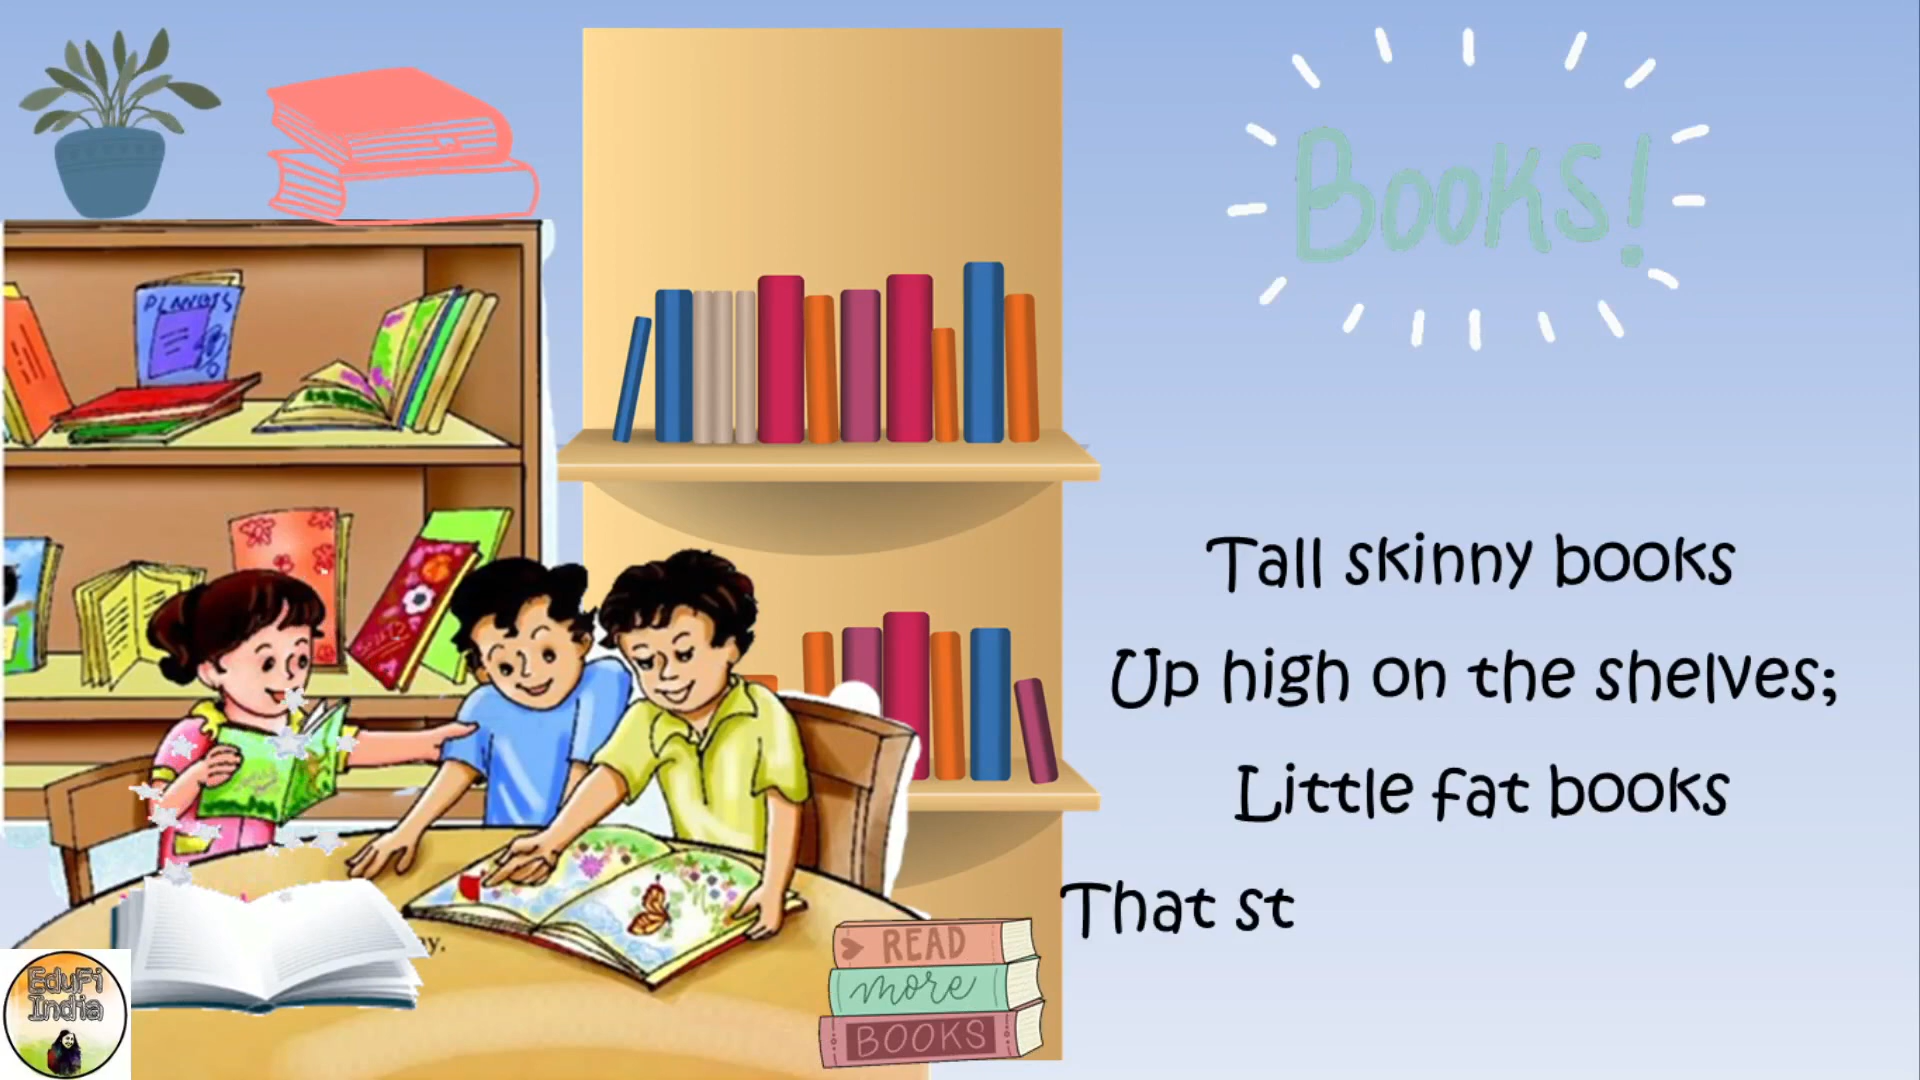 Books!
PLANETS
Tall skinny books
Up high on the shelves;
Little fat books
That st
ny,
READ
more
BOOKS
EduFi
India